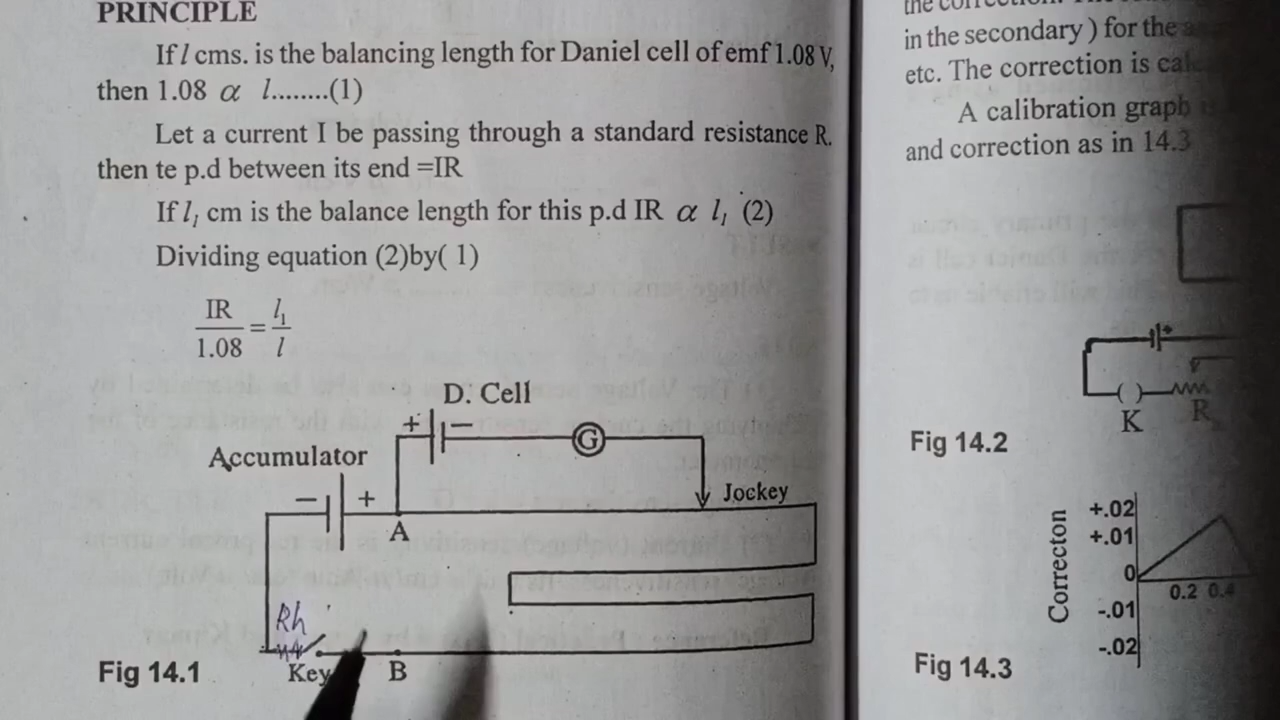 PRINCIPLE
If l cms. is the balancing length for Daniel cell of emf 1.08 V,
then 1.08 α l........(1)
Let a current I be passing through a standard resistance R.
then te p.d between its end =IR
If l₁ cm is the balance length for this p.d IR α l₁ (2)
Dividing equation (2)by( 1)
IR/1.08 = l₁/l
D. Cell
+ −
G
Accumulator
− +
Jockey
A
Rh
Key
B
Fig 14.1
in the secondary ) for the
etc. The correction is
A calibration graph
and correction as in 14.3
+
( )
K
R
Fig 14.2
Correcton
+.02
+.01
0
0.2 0.4
-.01
-.02
Fig 14.3